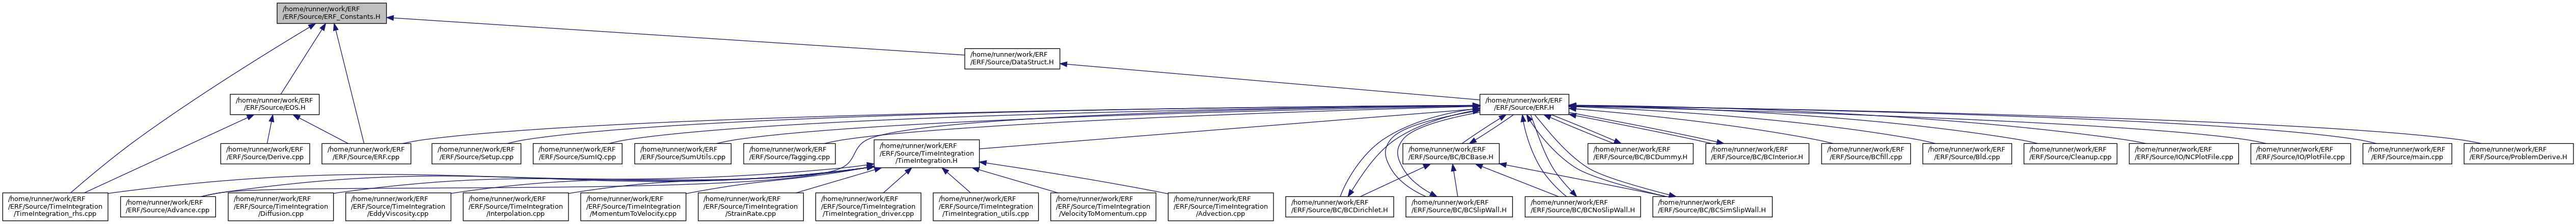 /home/runner/work/ERF
/ERF/Source/ERF_Constants.H
/home/runner/work/ERF
/ERF/Source/DataStruct.H
/home/runner/work/ERF
/ERF/Source/EOS.H
/home/runner/work/ERF
/ERF/Source/ERF.H
/home/runner/work/ERF
/ERF/Source/Derive.cpp
/home/runner/work/ERF
/ERF/Source/ERF.cpp
/home/runner/work/ERF
/ERF/Source/Setup.cpp
/home/runner/work/ERF
/ERF/Source/SumIQ.cpp
/home/runner/work/ERF
/ERF/Source/SumUtils.cpp
/home/runner/work/ERF
/ERF/Source/Tagging.cpp
/home/runner/work/ERF
/ERF/Source/TimeIntegration
/TimeIntegration.H
/home/runner/work/ERF
/ERF/Source/BC/BCBase.H
/home/runner/work/ERF
/ERF/Source/BC/BCDummy.H
/home/runner/work/ERF
/ERF/Source/BC/BCInterior.H
/home/runner/work/ERF
/ERF/Source/BCfill.cpp
/home/runner/work/ERF
/ERF/Source/Bld.cpp
/home/runner/work/ERF
/ERF/Source/Cleanup.cpp
/home/runner/work/ERF
/ERF/Source/IO/NCPlotFile.cpp
/home/runner/work/ERF
/ERF/Source/IO/PlotFile.cpp
/home/runner/work/ERF
/ERF/Source/main.cpp
/home/runner/work/ERF
/ERF/Source/ProblemDerive.H
/home/runner/work/ERF
/ERF/Source/TimeIntegration
/TimeIntegration_rhs.cpp
/home/runner/work/ERF
/ERF/Source/Advance.cpp
/home/runner/work/ERF
/ERF/Source/TimeIntegration
/Diffusion.cpp
/home/runner/work/ERF
/ERF/Source/TimeIntegration
/EddyViscosity.cpp
/home/runner/work/ERF
/ERF/Source/TimeIntegration
/Interpolation.cpp
/home/runner/work/ERF
/ERF/Source/TimeIntegration
/MomentumToVelocity.cpp
/home/runner/work/ERF
/ERF/Source/TimeIntegration
/StrainRate.cpp
/home/runner/work/ERF
/ERF/Source/TimeIntegration
/TimeIntegration_driver.cpp
/home/runner/work/ERF
/ERF/Source/TimeIntegration
/TimeIntegration_utils.cpp
/home/runner/work/ERF
/ERF/Source/TimeIntegration
/VelocityToMomentum.cpp
/home/runner/work/ERF
/ERF/Source/TimeIntegration
/Advection.cpp
/home/runner/work/ERF
/ERF/Source/BC/BCDirichlet.H
/home/runner/work/ERF
/ERF/Source/BC/BCSlipWall.H
/home/runner/work/ERF
/ERF/Source/BC/BCNoSlipWall.H
/home/runner/work/ERF
/ERF/Source/BC/BCSimSlipWall.H